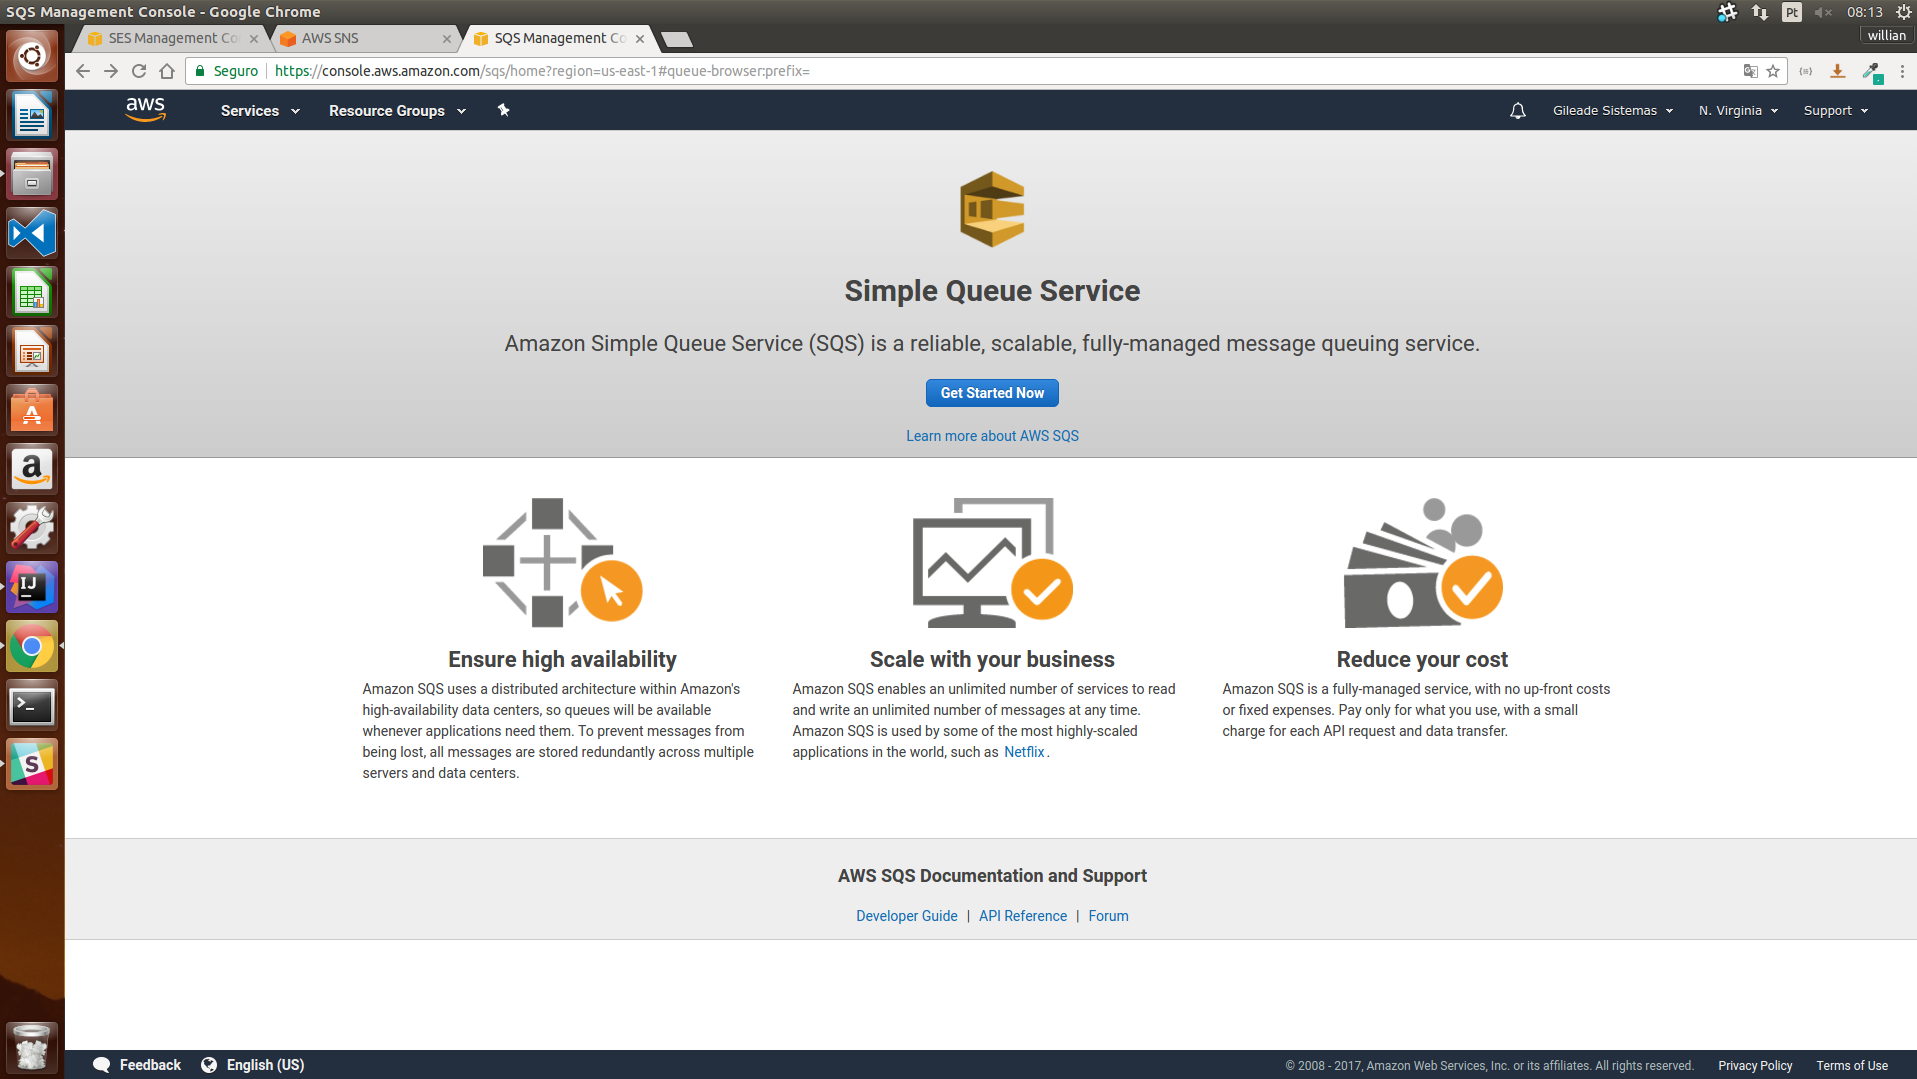 SQS Management Console - Google Chrome
Pt
08:13
willian
SES Management Co
AWS SNS
SQS Management Co
Seguro
https://console.aws.amazon.com/sqs/home?region=us-east-1#queue-browser:prefix=
aws
Services
Resource Groups
Gileade Sistemas
N. Virginia
Support
Simple Queue Service
Amazon Simple Queue Service (SQS) is a reliable, scalable, fully-managed message queuing service.
Get Started Now
Learn more about AWS SQS
Ensure high availability
Amazon SQS uses a distributed architecture within Amazon's
high-availability data centers, so queues will be available
whenever applications need them. To prevent messages from
being lost, all messages are stored redundantly across multiple
servers and data centers.
Scale with your business
Amazon SQS enables an unlimited number of services to read
and write an unlimited number of messages at any time.
Amazon SQS is used by some of the most highly-scaled
applications in the world, such as Netflix.
Reduce your cost
Amazon SQS is a fully-managed service, with no up-front costs
or fixed expenses. Pay only for what you use, with a small
charge for each API request and data transfer.
AWS SQS Documentation and Support
Developer Guide | API Reference | Forum
Feedback
English (US)
© 2008 - 2017, Amazon Web Services, Inc. or its affiliates. All rights reserved.
Privacy Policy
Terms of Use
A
a
IJ
>_
S